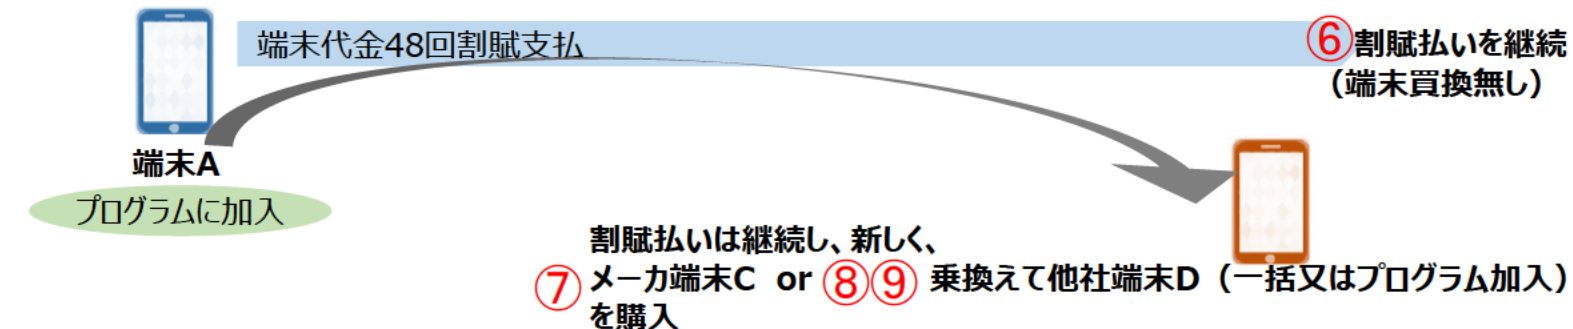 端末代金48回割賦支払
⑥割賦払いを継続
（端末買換無し）
端末A
プログラムに加入
割賦払いは継続し、新しく、
⑦ メーカ端末C or ⑧⑨ 乗換えて他社端末D（一括又はプログラム加入）
を購入